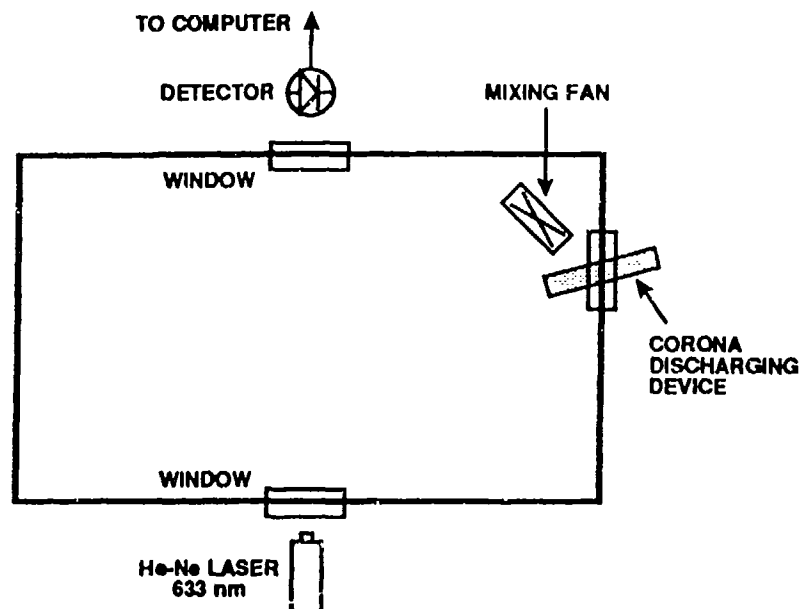 TO COMPUTER
DETECTOR
MIXING FAN
WINDOW
CORONA
DISCHARGING
DEVICE
WINDOW
He-Ne LASER
633 nm